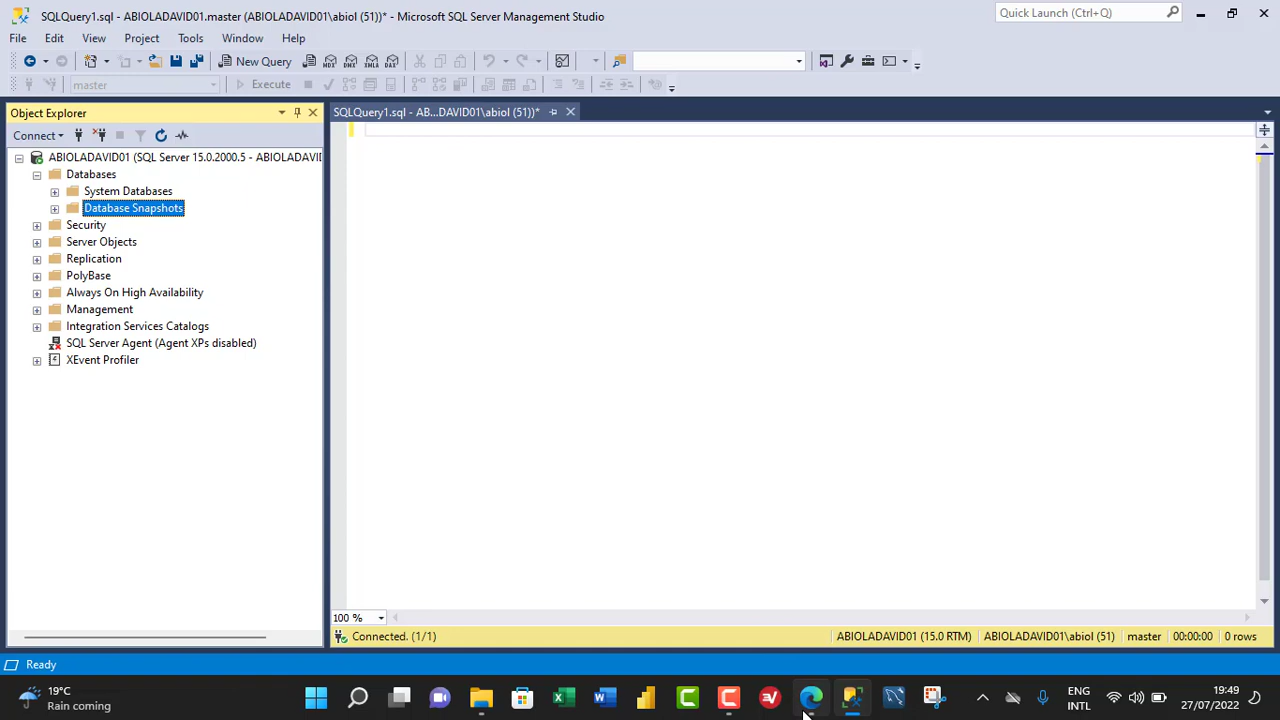 SQLQuery1.sql - ABIOLADAVID01.master (ABIOLADAVID01\abiol (51))* - Microsoft SQL Server Management Studio
Quick Launch (Ctrl+Q)
File Edit View Project Tools Window Help
New Query
MDX DMX XMLA DAX
master
Execute
Object Explorer
SQLQuery1.sql - AB...DAVID01\abiol (51))*
Connect
ABIOLADAVID01 (SQL Server 15.0.2000.5 - ABIOLADAVI
Databases
System Databases
Database Snapshots
Security
Server Objects
Replication
PolyBase
Always On High Availability
Management
Integration Services Catalogs
SQL Server Agent (Agent XPs disabled)
XEvent Profiler
100 %
Connected. (1/1)
ABIOLADAVID01 (15.0 RTM)
ABIOLADAVID01\abiol (51)
master
00:00:00
0 rows
Ready
19°C
Rain coming
ENG
INTL
19:49
27/07/2022